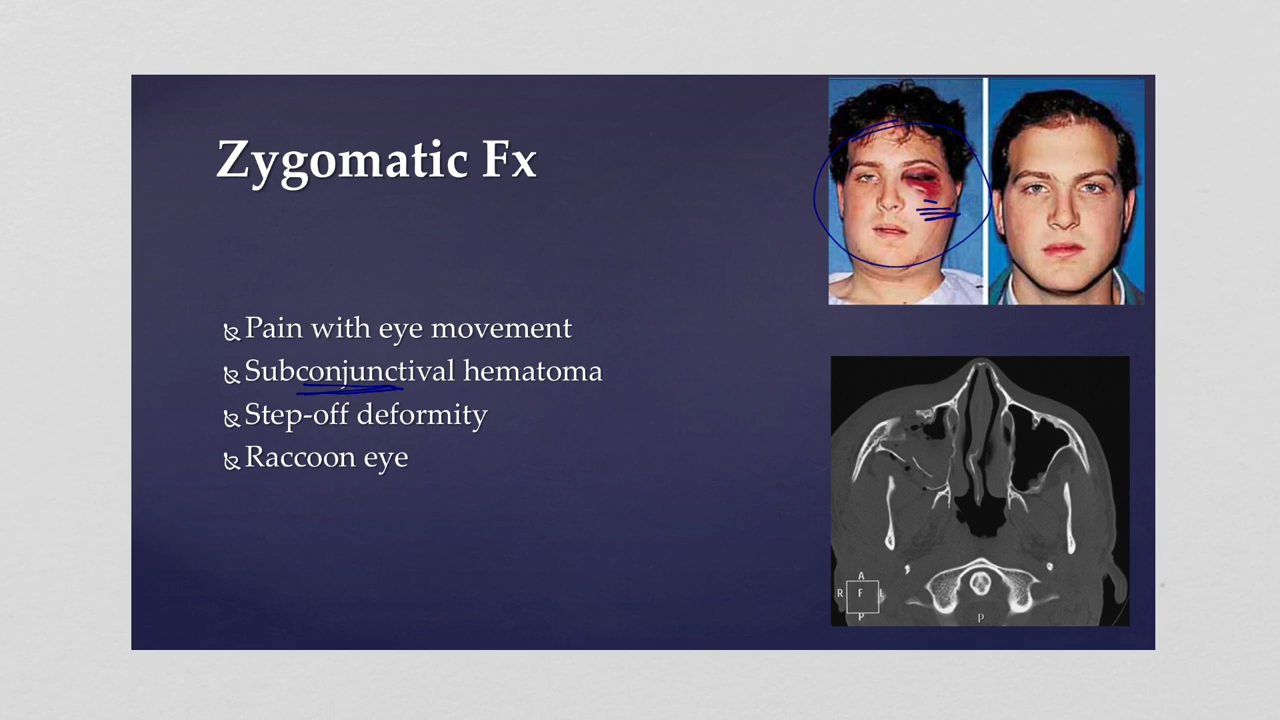 Zygomatic Fx
Pain with eye movement
Subconjunctival hematoma
Step-off deformity
Raccoon eye
A
R F L
P
P